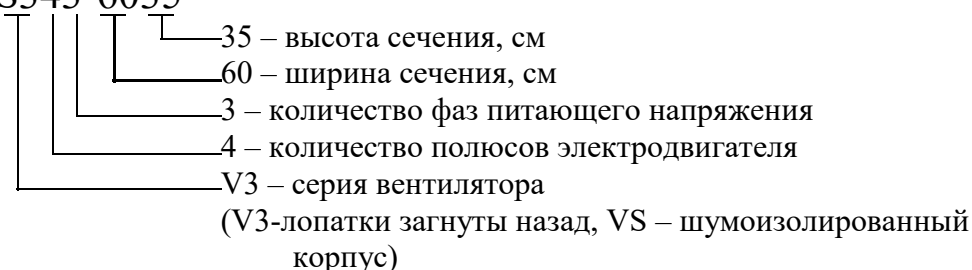 35 – высота сечения, см
60 – ширина сечения, см
3 – количество фаз питающего напряжения
4 – количество полюсов электродвигателя
V3 – серия вентилятора
(V3-лопатки загнуты назад, VS – шумоизолированный
корпус)